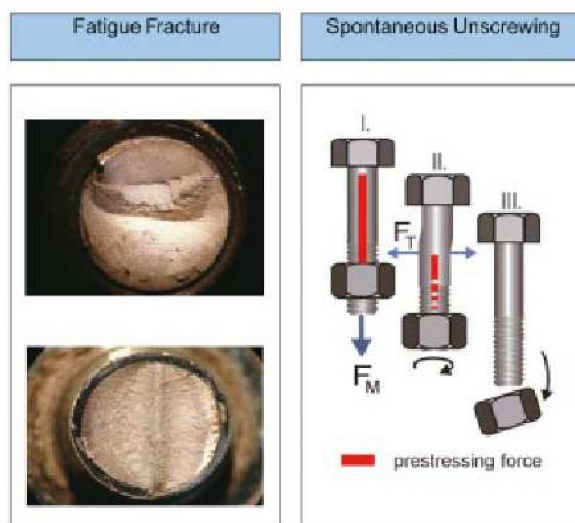 Fatigue Fracture
Spontaneous Unscrewing
I.
II.
III.
F_T
F_M
prestressing force